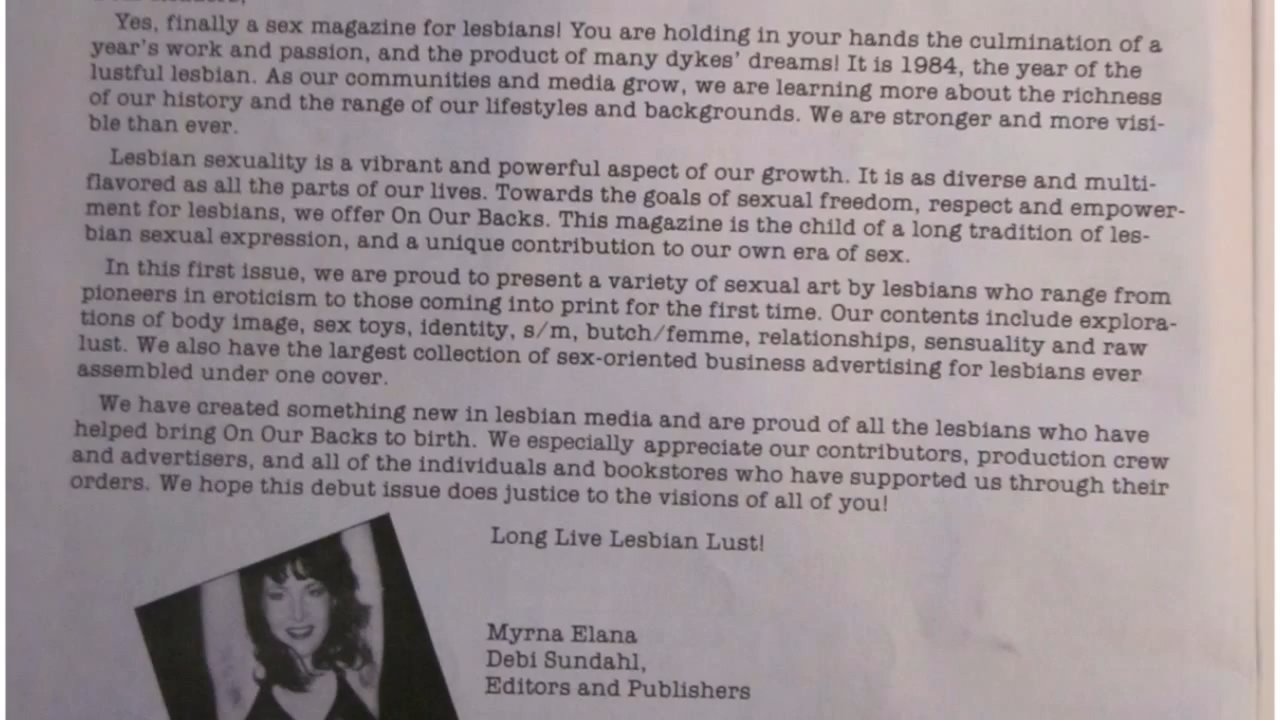 Yes, finally a sex magazine for lesbians! You are holding in your hands the culmination of a
year's work and passion, and the product of many dykes' dreams! It is 1984, the year of the
lustful lesbian. As our communities and media grow, we are learning more about the richness
of our history and the range of our lifestyles and backgrounds. We are stronger and more visi-
ble than ever.
Lesbian sexuality is a vibrant and powerful aspect of our growth. It is as diverse and multi-
flavored as all the parts of our lives. Towards the goals of sexual freedom, respect and empower-
ment for lesbians, we offer On Our Backs. This magazine is the child of a long tradition of les-
bian sexual expression, and a unique contribution to our own era of sex.
In this first issue, we are proud to present a variety of sexual art by lesbians who range from
pioneers in eroticism to those coming into print for the first time. Our contents include explora-
tions of body image, sex toys, identity, s/m, butch/femme, relationships, sensuality and raw
lust. We also have the largest collection of sex-oriented business advertising for lesbians ever
assembled under one cover.
We have created something new in lesbian media and are proud of all the lesbians who have
helped bring On Our Backs to birth. We especially appreciate our contributors, production crew
and advertisers, and all of the individuals and bookstores who have supported us through their
orders. We hope this debut issue does justice to the visions of all of you!
Long Live Lesbian Lust!
Myrna Elana
Debi Sundahl,
Editors and Publishers